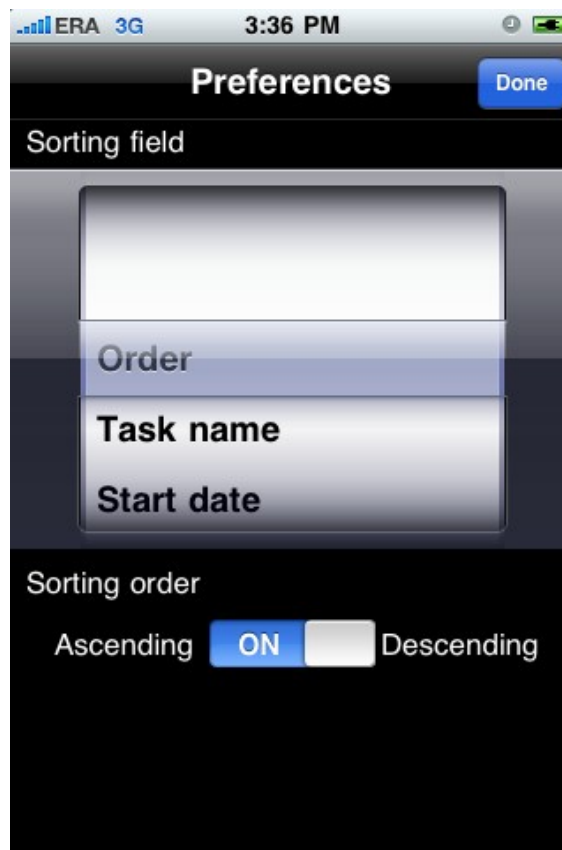 ERA 3G 3:36 PM
Preferences Done
Sorting field
Order
Task name
Start date
Sorting order
Ascending ON Descending